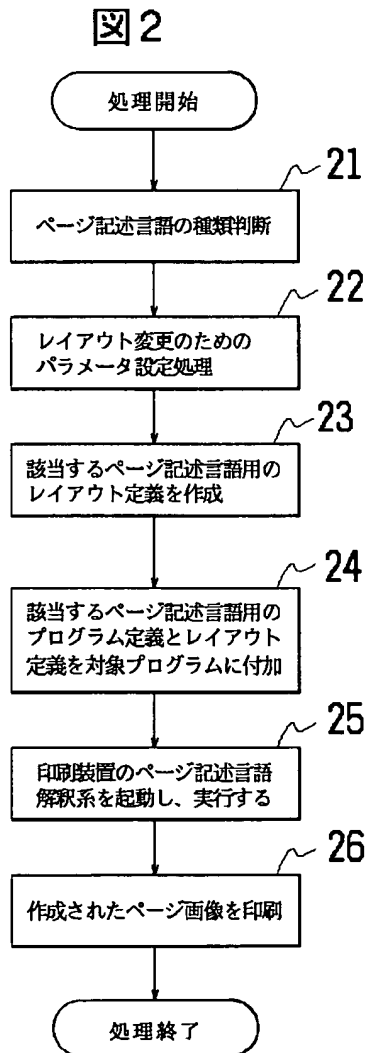 図2
処理開始
21
ページ記述言語の種類判断
22
レイアウト変更のための
パラメータ設定処理
23
該当するページ記述言語用の
レイアウト定義を作成
24
該当するページ記述言語用の
プログラム定義とレイアウト
定義を対象プログラムに付加
25
印刷装置のページ記述言語
解釈系を起動し、実行する
26
作成されたページ画像を印刷
処理終了